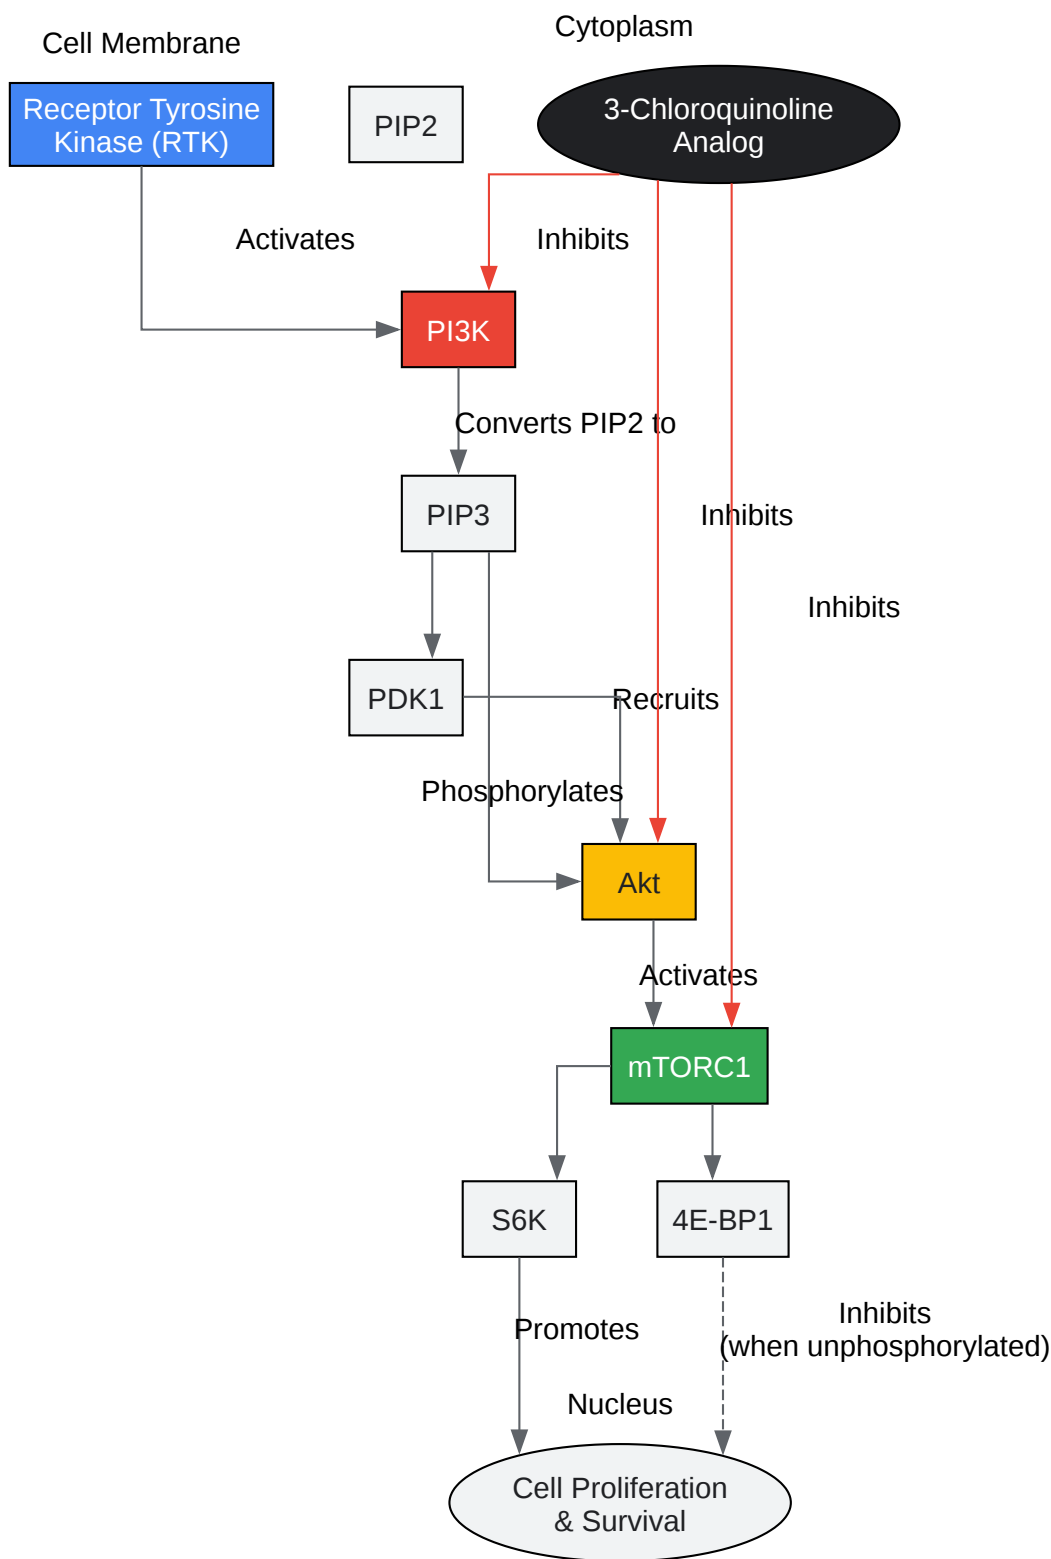 Cytoplasm
Cell Membrane
Receptor Tyrosine
Kinase (RTK)
PIP2
3-Chloroquinoline
Analog
Activates
Inhibits
PI3K
Converts PIP2 to
PIP3
Inhibits
Inhibits
PDK1
Recruits
Phosphorylates
Akt
Activates
mTORC1
S6K
4E-BP1
Promotes
Inhibits
(when unphosphorylated)
Nucleus
Cell Proliferation
& Survival